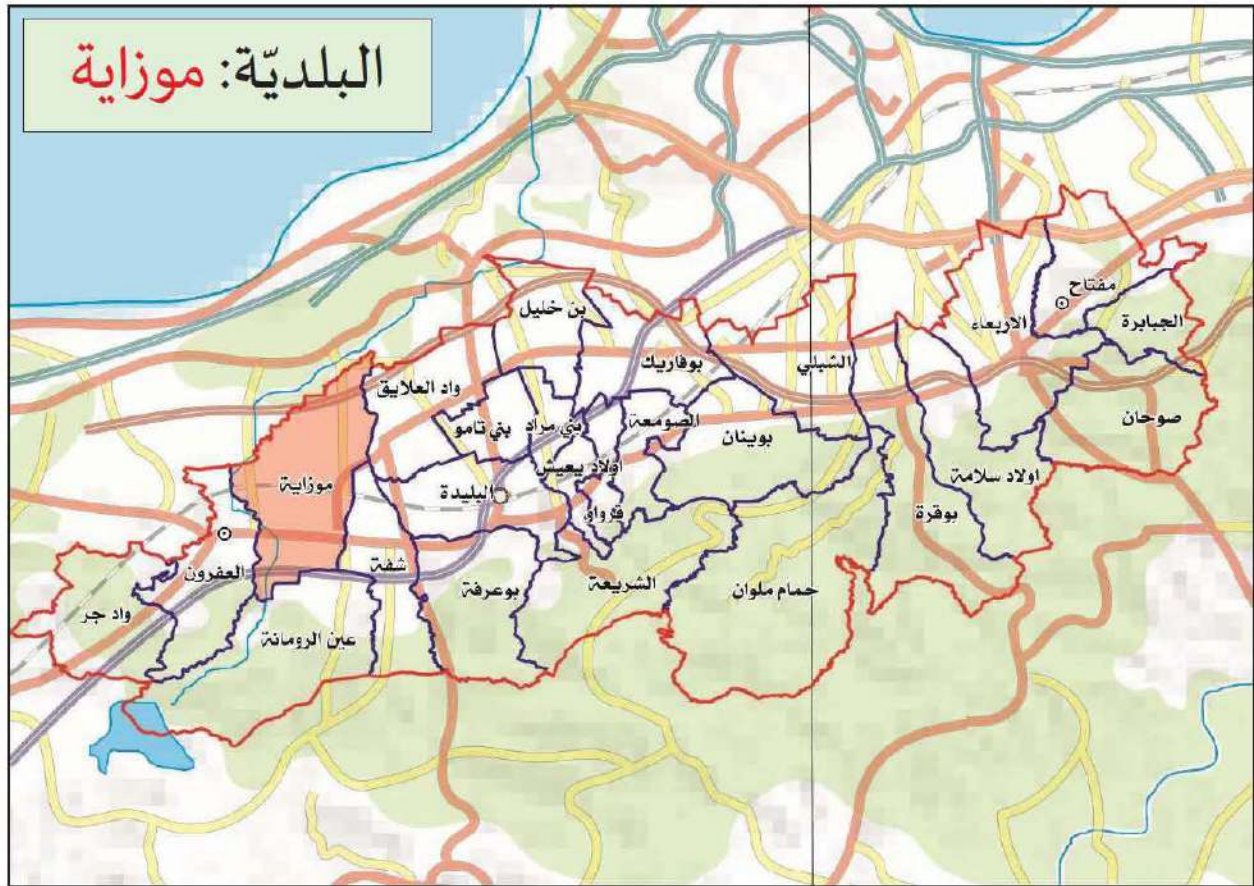 البلديّة: موزاية
مفتاح
الجبابرة
الاربعاء
بن خليل
الشبلي
بوفاريك
صوحان
واد العلايق
الصومعة
بني مراد
بني تامو
بوينان
اولاد يعيش
اولاد سلامة
موزاية
البليدة
قرواو
بوقرة
العفرون
شفة
الشريعة
حمام ملوان
بوعرفة
واد جر
عين الرومانة